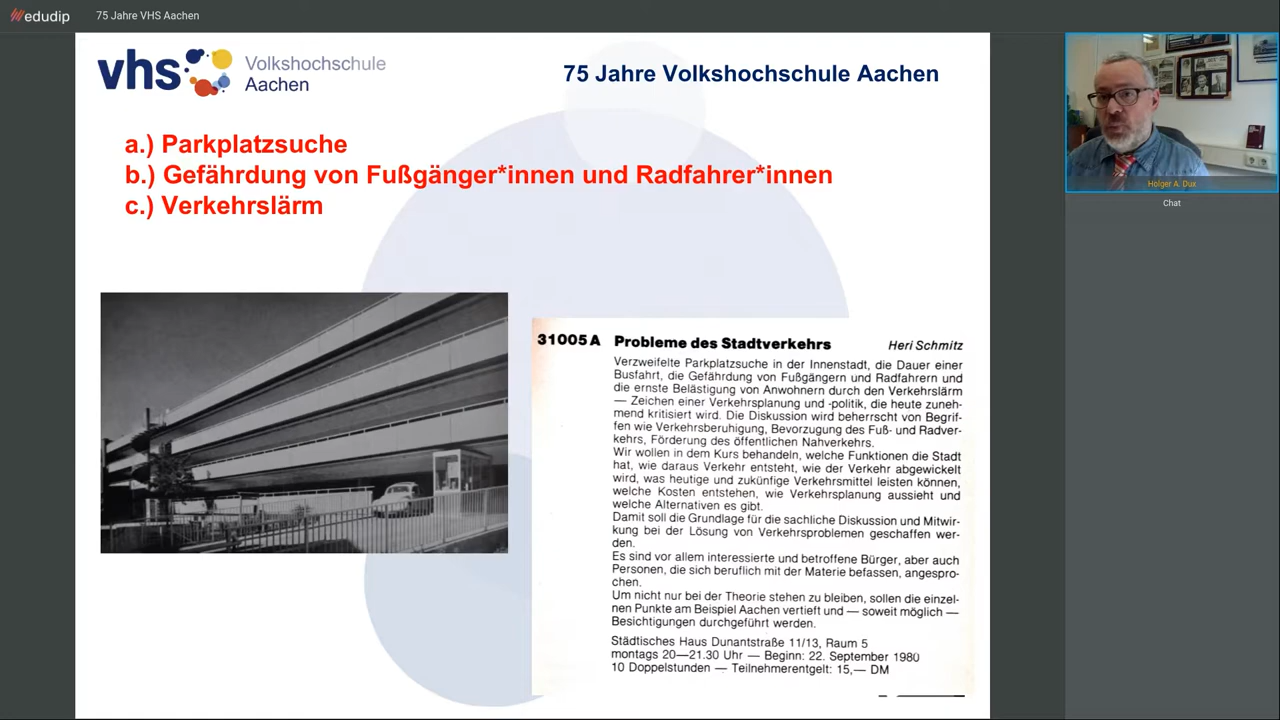 edudip
75 Jahre VHS Aachen
vhs
Volkshochschule
Aachen
75 Jahre Volkshochschule Aachen
a.) Parkplatzsuche
b.) Gefährdung von Fußgänger*innen und Radfahrer*innen
c.) Verkehrslärm
31005 A Probleme des Stadtverkehrs Heri Schmitz
Verzweifelte Parkplatzsuche in der Innenstadt, die Dauer einer
Busfahrt, die Gefährdung von Fußgängern und Radfahrern und
die ernste Belästigung von Anwohnern durch den Verkehrslärm
— Zeichen einer Verkehrsplanung und -politik, die heute zuneh-
mend kritisiert wird. Die Diskussion wird beherrscht von Begrif-
fen wie Verkehrsberuhigung, Bevorzugung des Fuß- und Radver-
kehrs, Förderung des öffentlichen Nahverkehrs.
Wir wollen in dem Kurs behandeln, welche Funktionen die Stadt
hat, wie daraus Verkehr entsteht, wie der Verkehr abgewickelt
wird, was heutige und zukünftige Verkehrsmittel leisten können,
welche Kosten entstehen, wie Verkehrsplanung aussieht und
welche Alternativen es gibt.
Damit soll die Grundlage für die sachliche Diskussion und Mitwir-
kung bei der Lösung von Verkehrsproblemen geschaffen wer-
den.
Es sind vor allem interessierte und betroffene Bürger, aber auch
Personen, die sich beruflich mit der Materie befassen, angespro-
chen.
Um nicht nur bei der Theorie stehen zu bleiben, sollen die einzel-
nen Punkte am Beispiel Aachen vertieft und — soweit möglich —
Besichtigungen durchgeführt werden.
Städtisches Haus Dunantstraße 11/13, Raum 5
montags 20—21.30 Uhr — Beginn: 22. September 1980
10 Doppelstunden — Teilnehmerentgelt: 15,— DM
Holger A. Dux
Chat